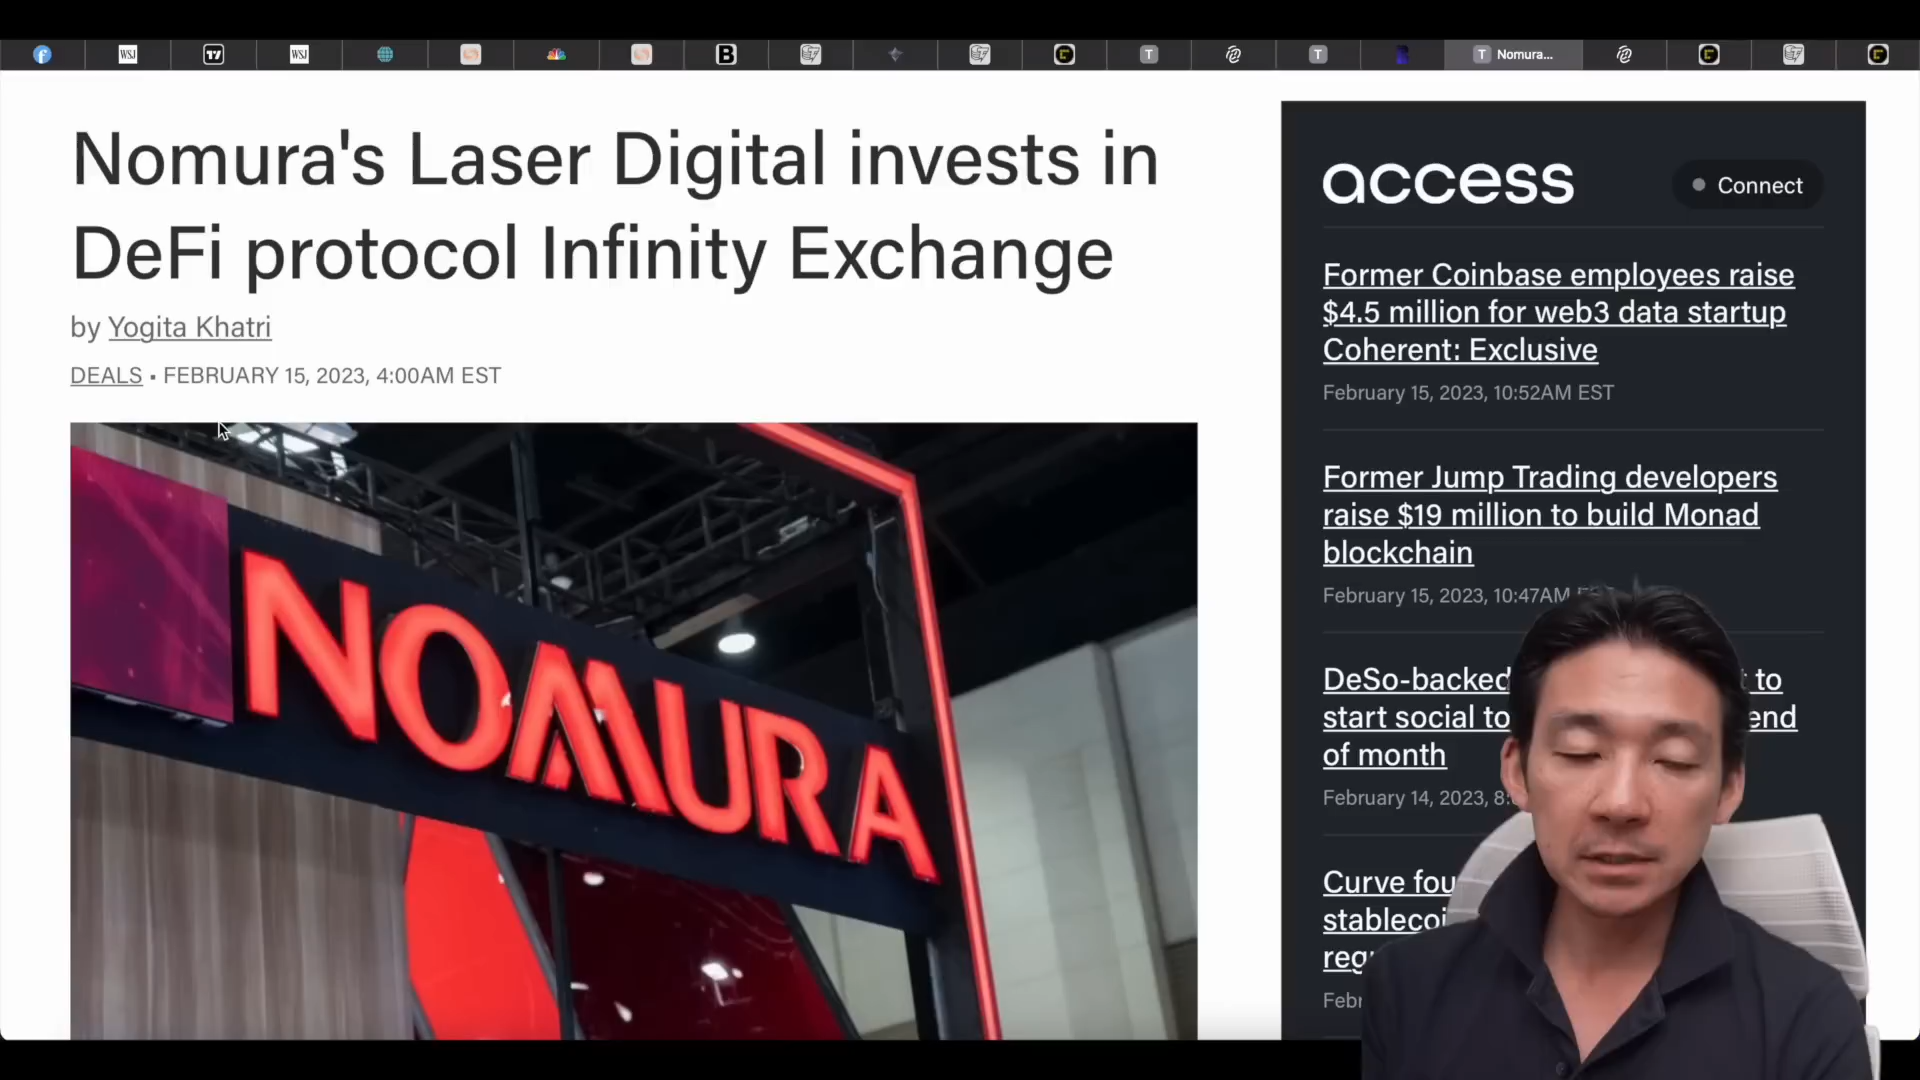 Nomura...
Nomura's Laser Digital invests in
DeFi protocol Infinity Exchange
by Yogita Khatri
DEALS • FEBRUARY 15, 2023, 4:00AM EST
NOMURA
access
Connect
Former Coinbase employees raise
$4.5 million for web3 data startup
Coherent: Exclusive
February 15, 2023, 10:52AM EST
Former Jump Trading developers
raise $19 million to build Monad
blockchain
February 15, 2023, 10:47AM
DeSo-backed to
start social end
of month
February 14, 2023,
Curve